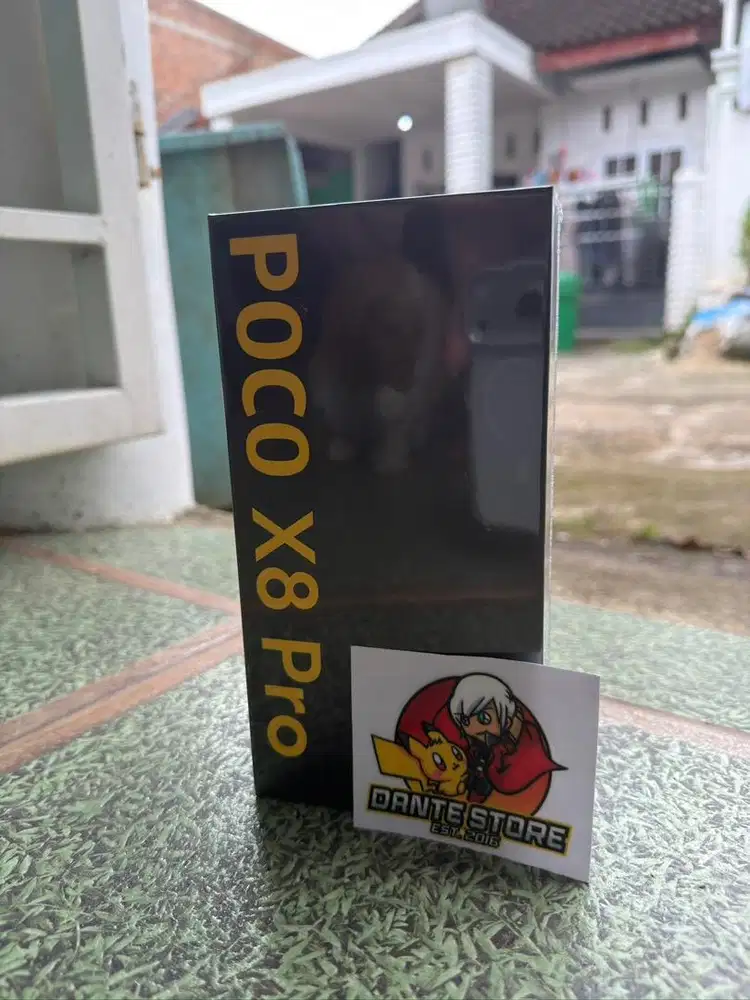 POCO X8 Pro
DANTE STORE
EST. 2016